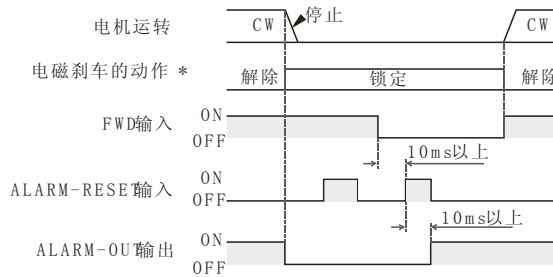 电机运转 CW 停止 CW
电磁刹车的动作 * 解除 锁定 解除
FWD输入 ON
OFF
10ms以上
ALARM-RESET输入 ON
OFF
10ms以上
ALARM-OUT输出 ON
OFF